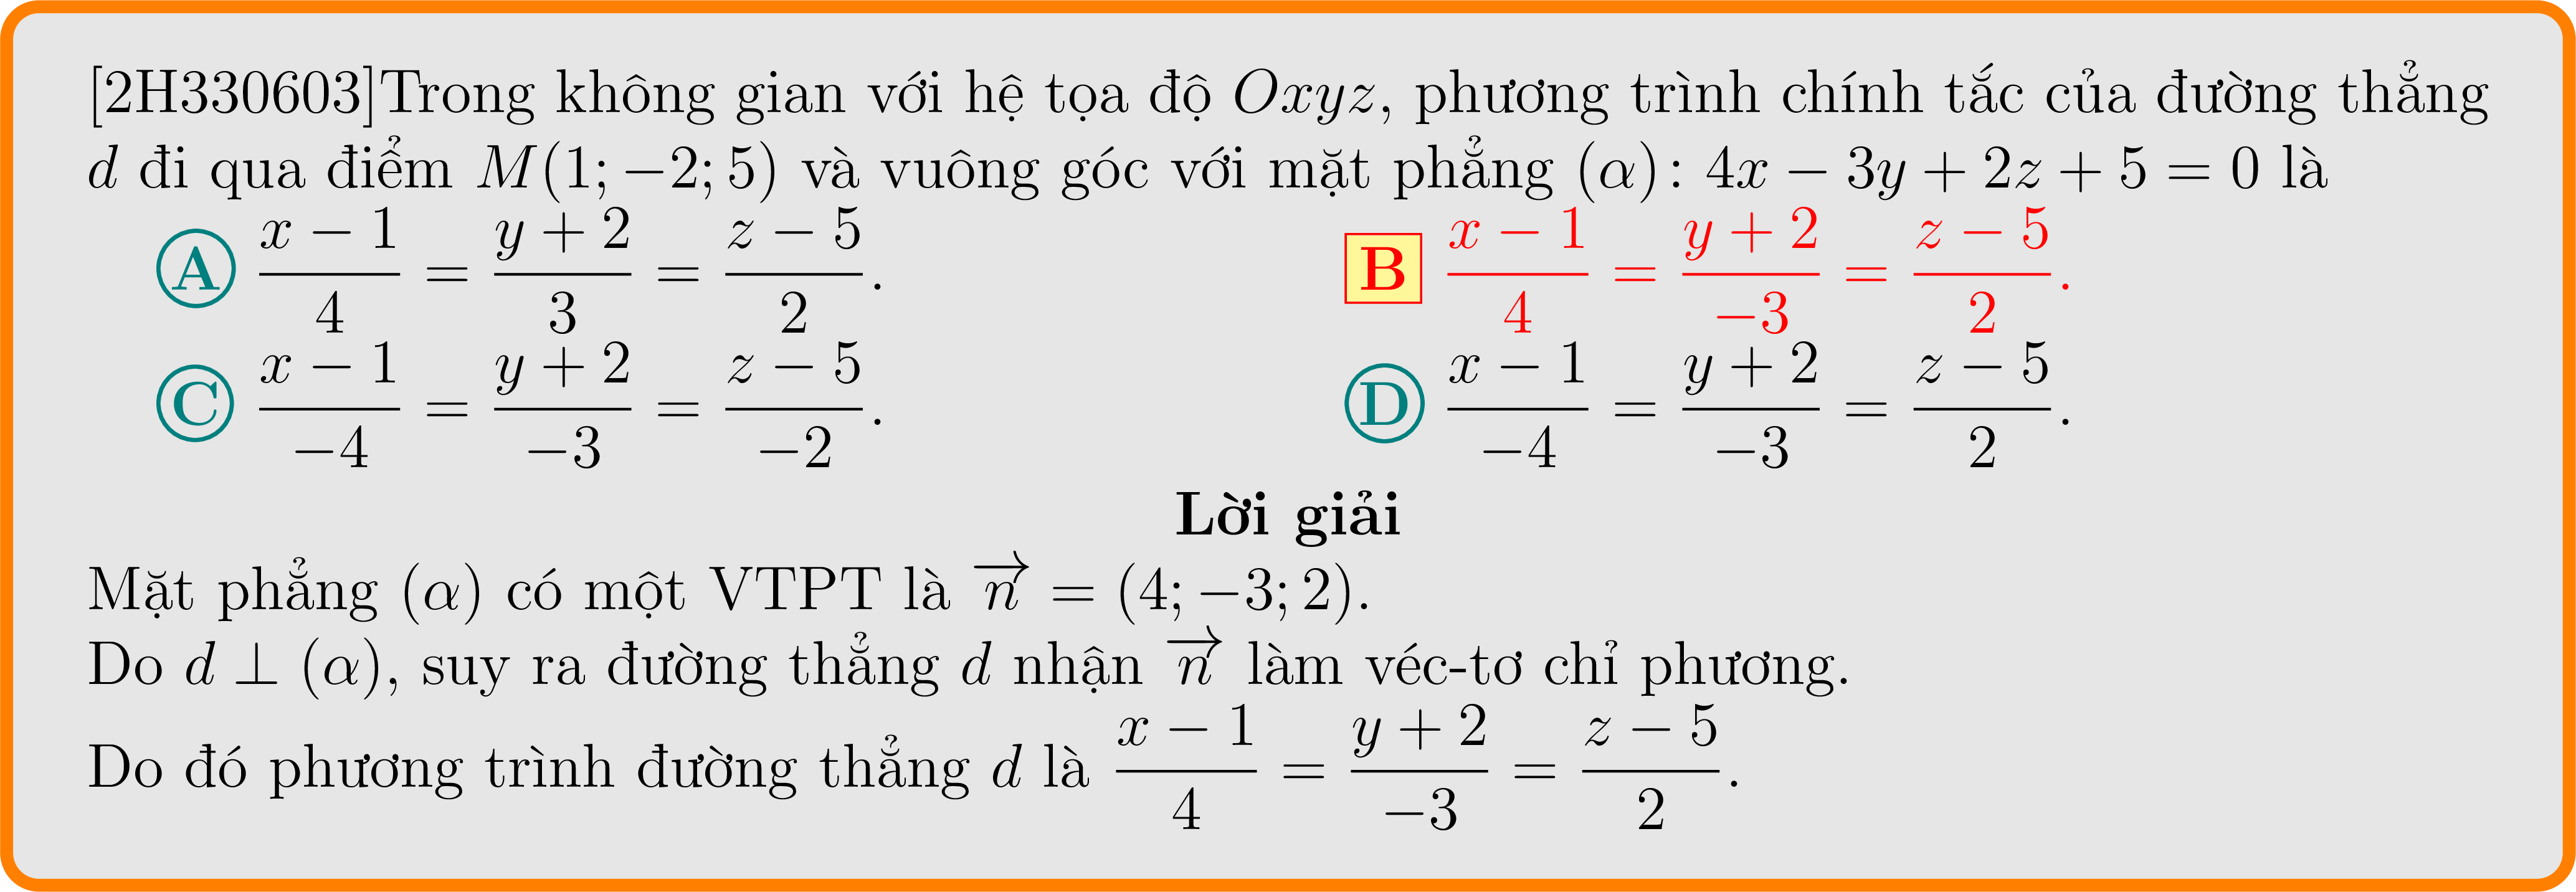 [2H330603]Trong không gian với hệ tọa độ Oxyz, phương trình chính tắc của đường thẳng
d đi qua điểm M(1; −2; 5) và vuông góc với mặt phẳng (α): 4x − 3y + 2z + 5 = 0 là
A $\frac{x-1}{4} = \frac{y+2}{3} = \frac{z-5}{2}$. B $\frac{x-1}{4} = \frac{y+2}{-3} = \frac{z-5}{2}$.
C $\frac{x-1}{-4} = \frac{y+2}{-3} = \frac{z-5}{-2}$. D $\frac{x-1}{-4} = \frac{y+2}{-3} = \frac{z-5}{2}$.
Lời giải
Mặt phẳng (α) có một VTPT là $\overrightarrow{n}$ = (4; −3; 2).
Do d ⊥ (α), suy ra đường thẳng d nhận $\overrightarrow{n}$ làm véc-tơ chỉ phương.
Do đó phương trình đường thẳng d là $\frac{x-1}{4} = \frac{y+2}{-3} = \frac{z-5}{2}$.